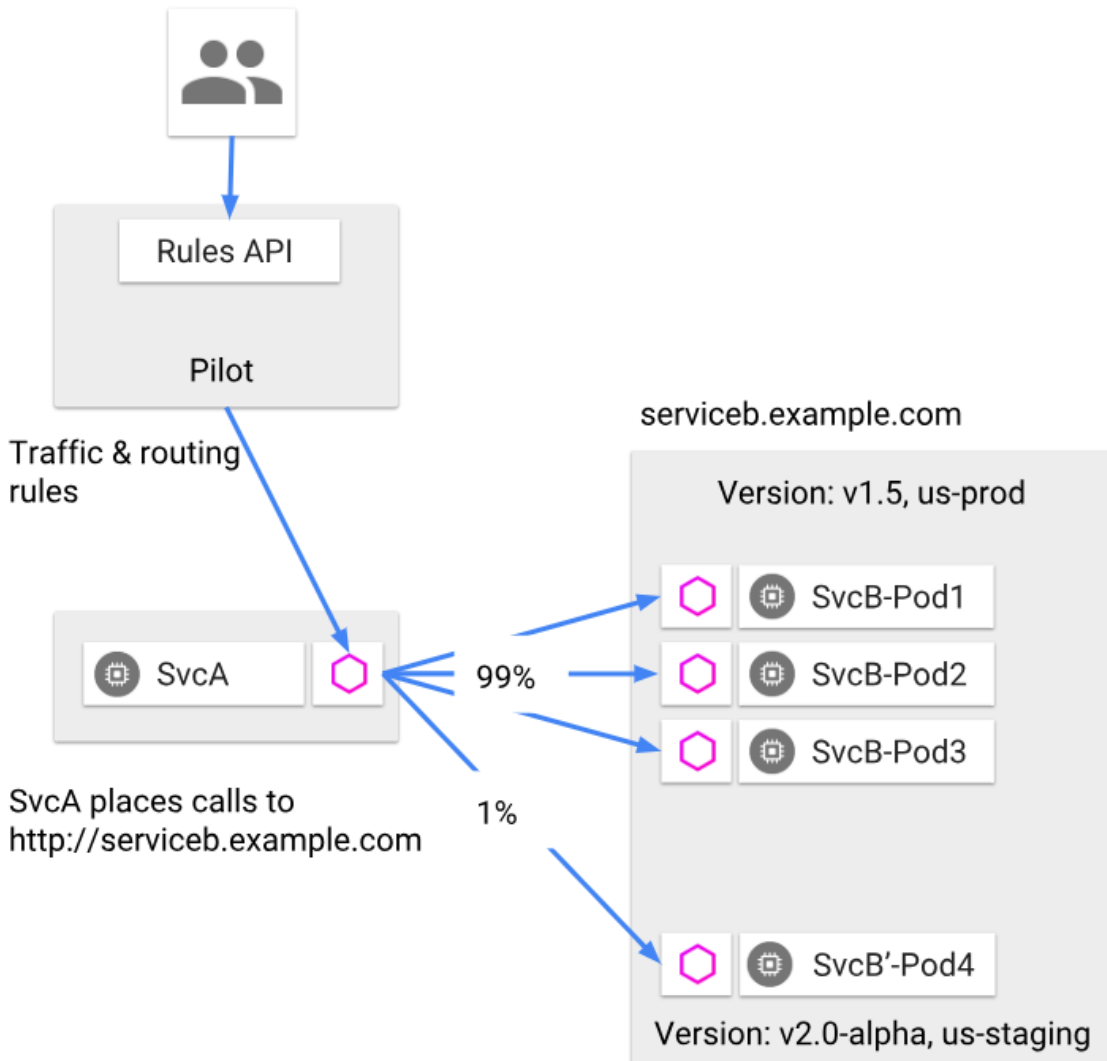 Rules API
Pilot
Traffic & routing
rules
serviceb.example.com
Version: v1.5, us-prod
SvcB-Pod1
SvcA
99%
SvcB-Pod2
SvcB-Pod3
SvcA places calls to
http://serviceb.example.com
1%
SvcB’-Pod4
Version: v2.0-alpha, us-staging